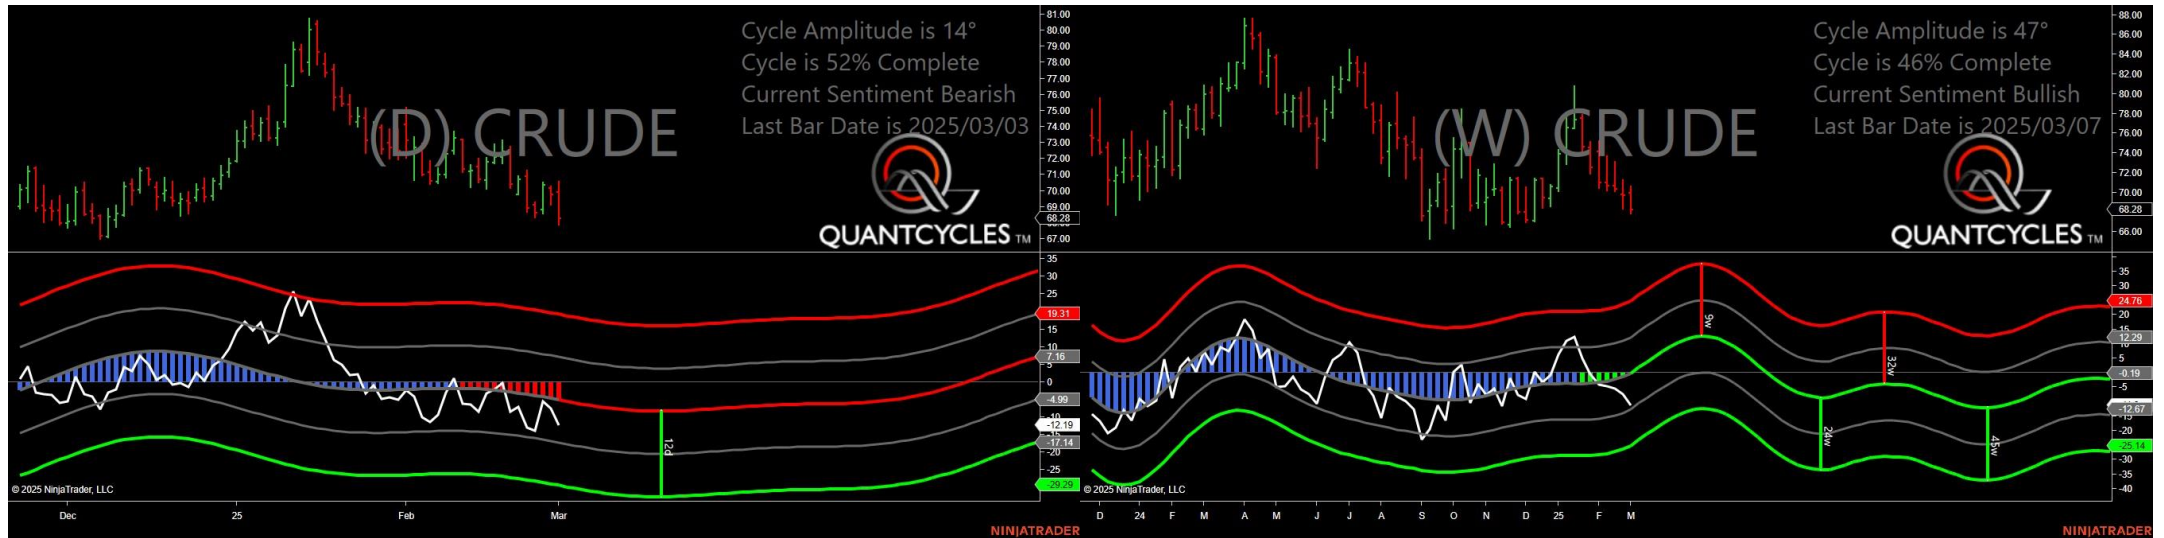 Cycle Amplitude is 14°
Cycle is 52% Complete
Current Sentiment Bearish
Last Bar Date is 2025/03/03
(D) CRUDE
QUANTCYCLES TM
81.00
80.00
79.00
78.00
77.00
76.00
75.00
74.00
73.00
72.00
71.00
70.00
69.00
68.28
67.00
35
30
25
19.31
15
10
7.16
5
0
-4.99
-10
-12.19
-17.14
-20
-25
-29.29
12d
© 2025 NinjaTrader, LLC
Dec
25
Feb
Mar
NINJATRADER
Cycle Amplitude is 47°
Cycle is 46% Complete
Current Sentiment Bullish
Last Bar Date is 2025/03/07
(W) CRUDE
QUANTCYCLES TM
88.00
86.00
84.00
82.00
80.00
78.00
76.00
74.00
72.00
70.00
68.28
66.00
35
24.76
20
15
12.29
5
-0.19
-5
-12.67
-20
-25.14
-30
-35
-40
9w
32w
24w
45w
© 2025 NinjaTrader, LLC
D 24 F M A M J J A S O N D 25 F M
NINJATRADER